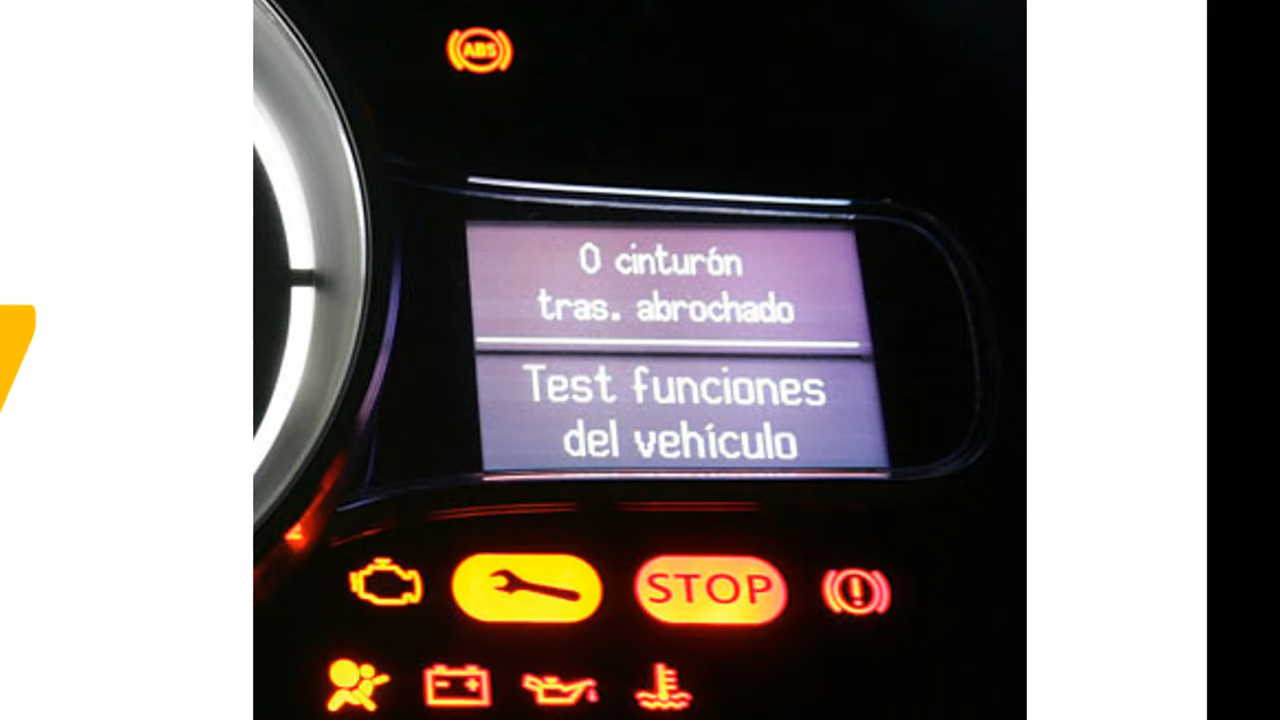 ABS
0 cinturón
tras. abrochado
Test funciones
del vehículo
STOP